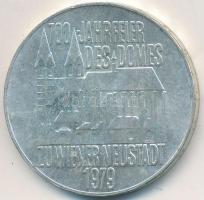 700-JAHRFEIER
DES DOMES
ZU WIENER NEUSTADT
1979